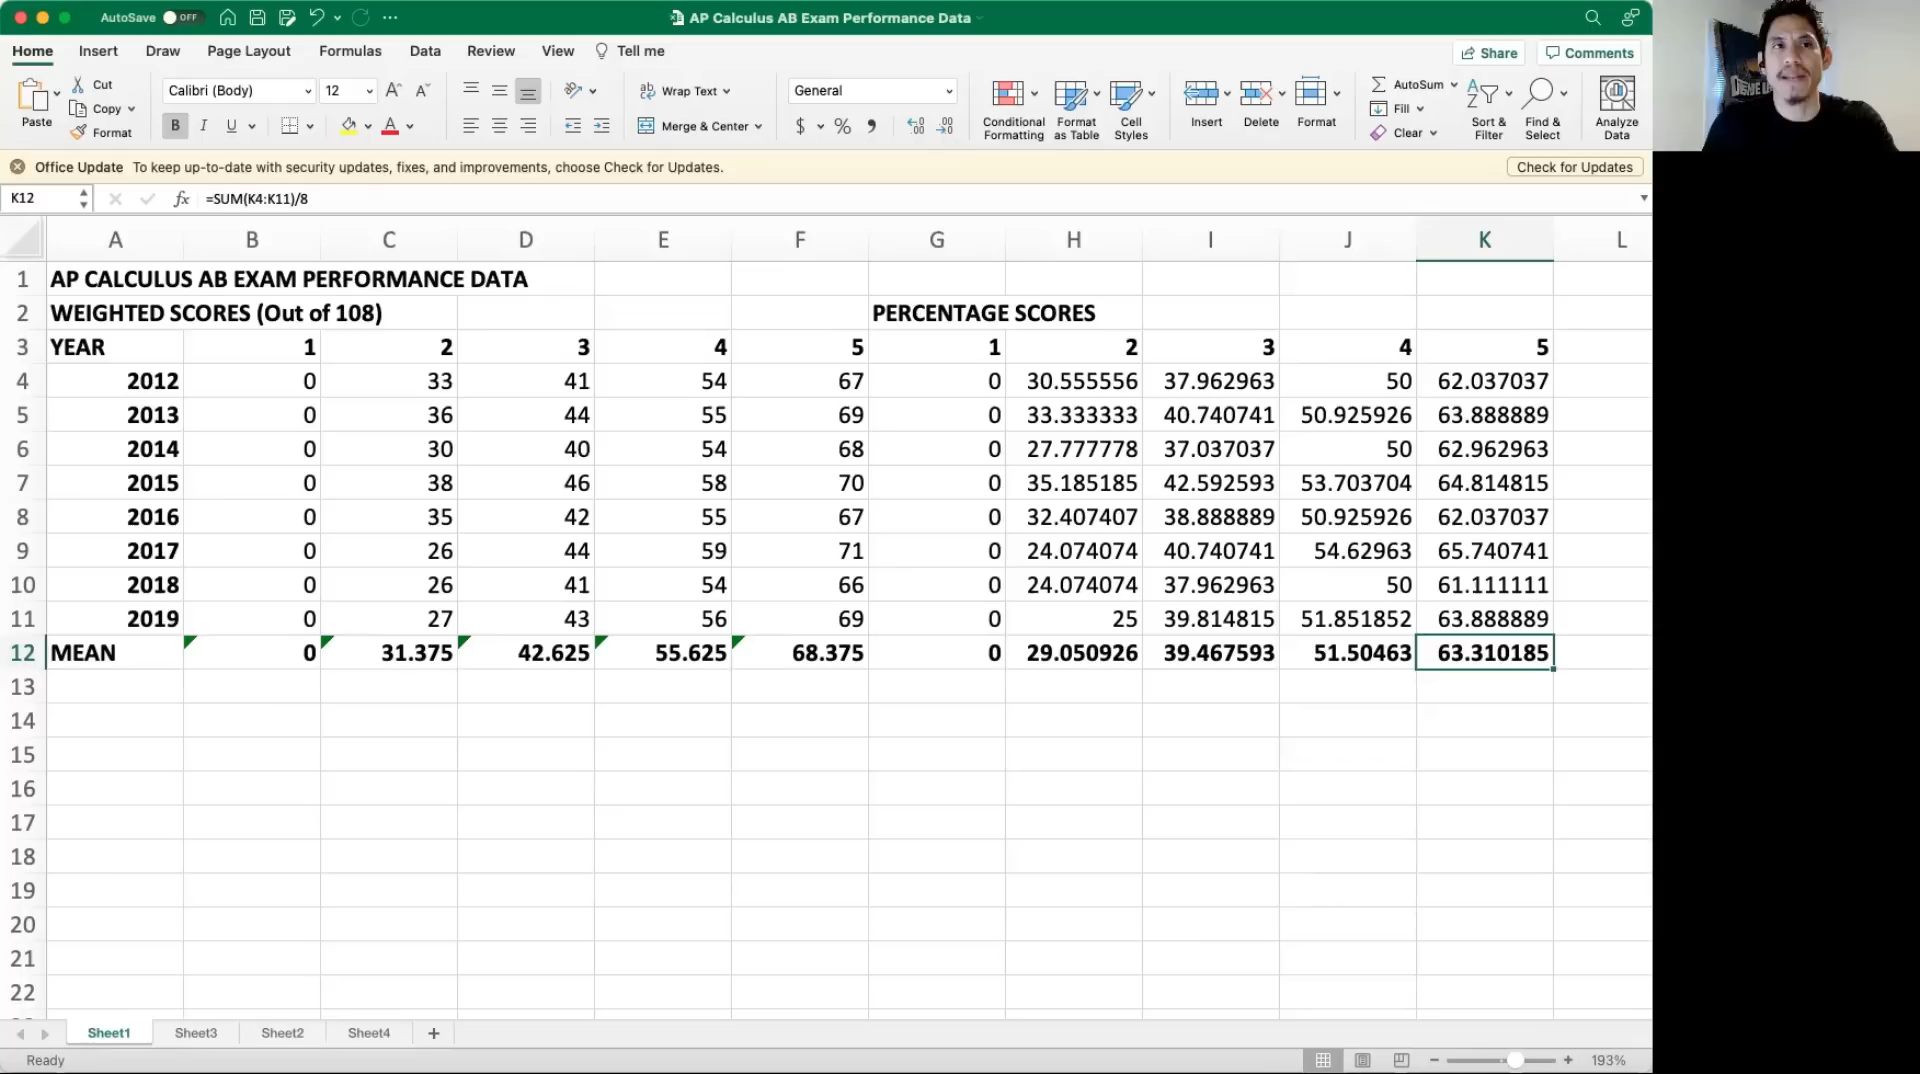 AutoSave OFF ... AP Calculus AB Exam Performance Data
Home Insert Draw Page Layout Formulas Data Review View Tell me Share Comments
Paste Cut Copy Format
Calibri (Body) 12 A^ A
B I U A
Wrap Text
Merge & Center
General
$ % 9
Conditional Formatting
Format as Table
Cell Styles
Insert Delete Format
AutoSum
Fill
Clear
Sort & Filter
Find & Select
Analyze Data
Office Update To keep up-to-date with security updates, fixes, and improvements, choose Check for Updates. Check for Updates
K12 fx =SUM(K4:K11)/8
A B C D E F G H I J K L
1 AP CALCULUS AB EXAM PERFORMANCE DATA
2 WEIGHTED SCORES (Out of 108) PERCENTAGE SCORES
3 YEAR 1 2 3 4 5 1 2 3 4 5
4 2012 0 33 41 54 67 0 30.555556 37.962963 50 62.037037
5 2013 0 36 44 55 69 0 33.333333 40.740741 50.925926 63.888889
6 2014 0 30 40 54 68 0 27.777778 37.037037 50 62.962963
7 2015 0 38 46 58 70 0 35.185185 42.592593 53.703704 64.814815
8 2016 0 35 42 55 67 0 32.407407 38.888889 50.925926 62.037037
9 2017 0 26 44 59 71 0 24.074074 40.740741 54.62963 65.740741
10 2018 0 26 41 54 66 0 24.074074 37.962963 50 61.111111
11 2019 0 27 43 56 69 0 25 39.814815 51.851852 63.888889
12 MEAN 0 31.375 42.625 55.625 68.375 0 29.050926 39.467593 51.50463 63.310185
13
14
15
16
17
18
19
20
21
22
Sheet1 Sheet3 Sheet2 Sheet4 +
Ready 193%